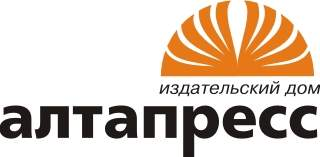 издательский дом
алтапресс